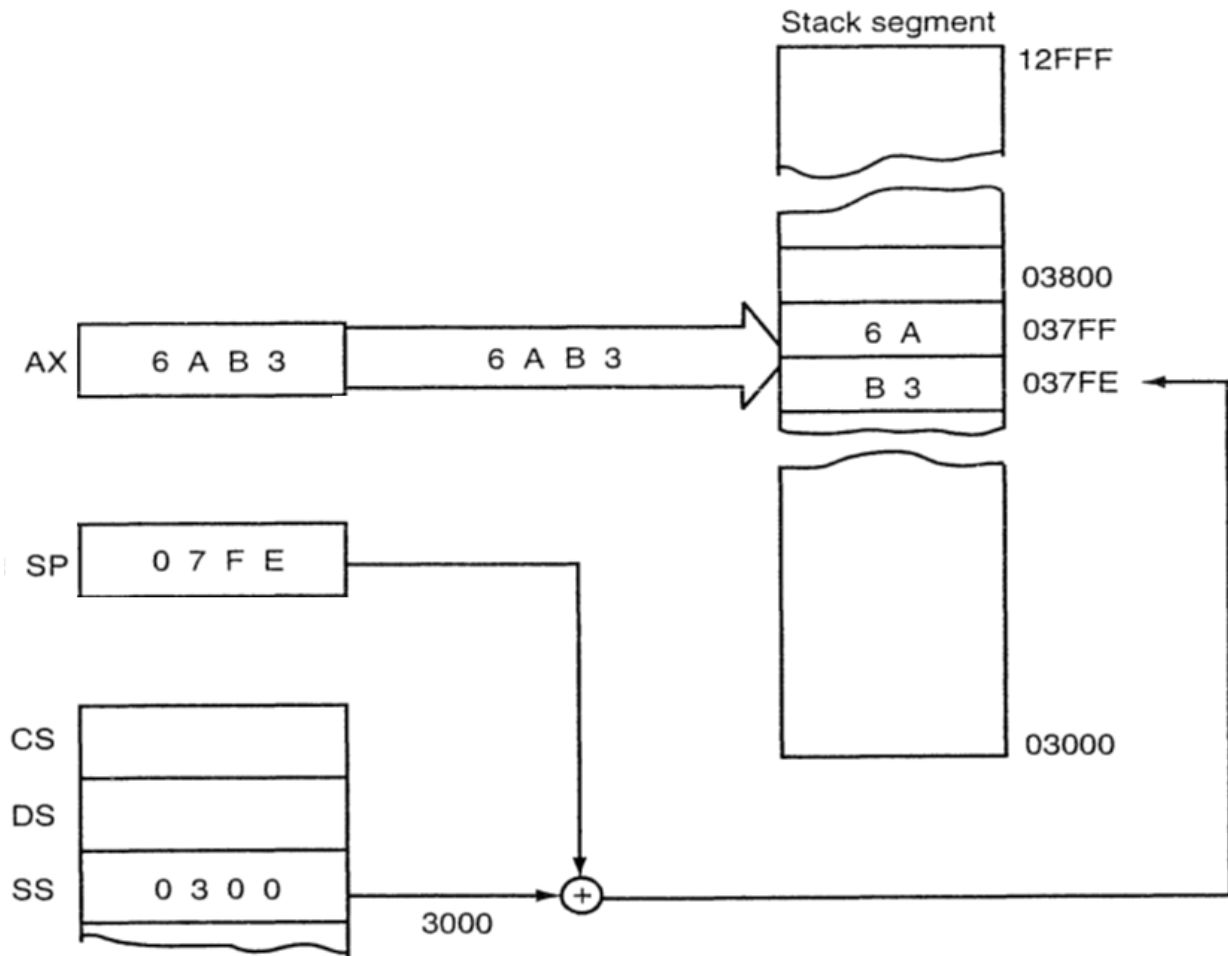 Stack segment
12FFF
03800
6 A
037FF
AX
6 A B 3
6 A B 3
B 3
037FE
SP
0 7 F E
03000
CS
DS
SS
0 3 0 0
+
3000